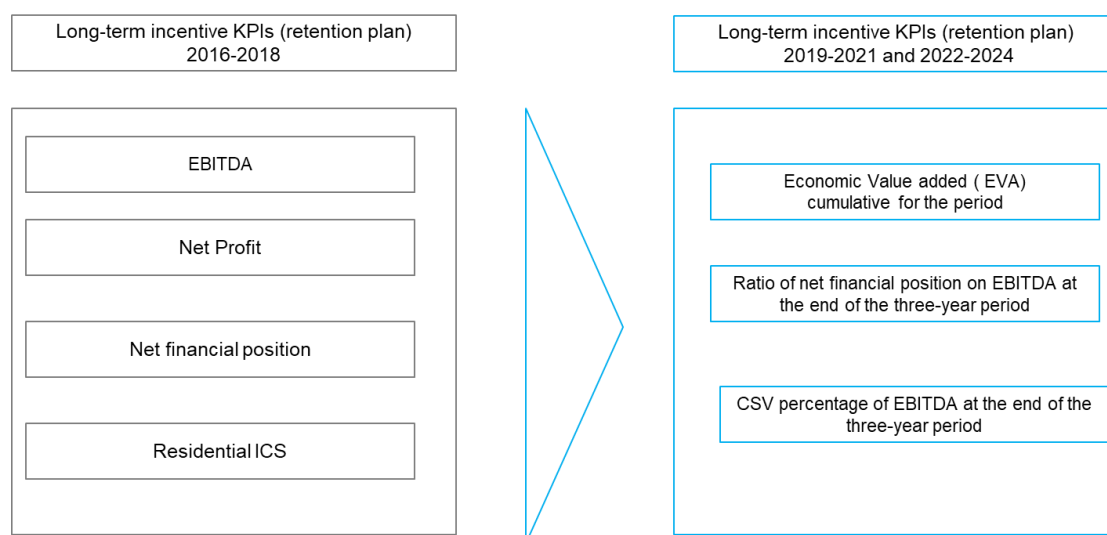 Long-term incentive KPIs (retention plan)
2016-2018
EBITDA
Net Profit
Net financial position
Residential ICS
Long-term incentive KPIs (retention plan)
2019-2021 and 2022-2024
Economic Value added ( EVA)
cumulative for the period
Ratio of net financial position on EBITDA at
the end of the three-year period
CSV percentage of EBITDA at the end of the
three-year period